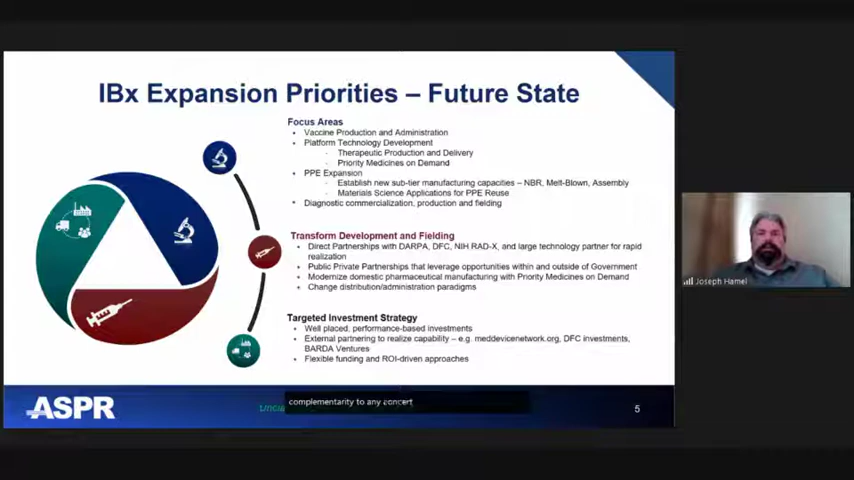 IBx Expansion Priorities – Future State
Focus Areas
• Vaccine Production and Administration
• Platform Technology Development
- Therapeutic Production and Delivery
- Priority Medicines on Demand
• PPE Expansion
- Establish new sub-tier manufacturing capacities – NBR, Melt-Blown, Assembly
- Materials Science Applications for PPE Reuse
• Diagnostic commercialization, production and fielding
Transform Development and Fielding
• Direct Partnerships with DARPA, DFC, NIH RAD-X, and large technology partner for rapid
realization
• Public Private Partnerships that leverage opportunities within and outside of Government
• Modernize domestic pharmaceutical manufacturing with Priority Medicines on Demand
• Change distribution/administration paradigms
Targeted Investment Strategy
• Well placed, performance-based investments
• External partnering to realize capability – e.g. meddevicenetwork.org, DFC investments,
BARDA Ventures
• Flexible funding and ROI-driven approaches
Joseph Hamel
complementarity to any concert
ASPR
5